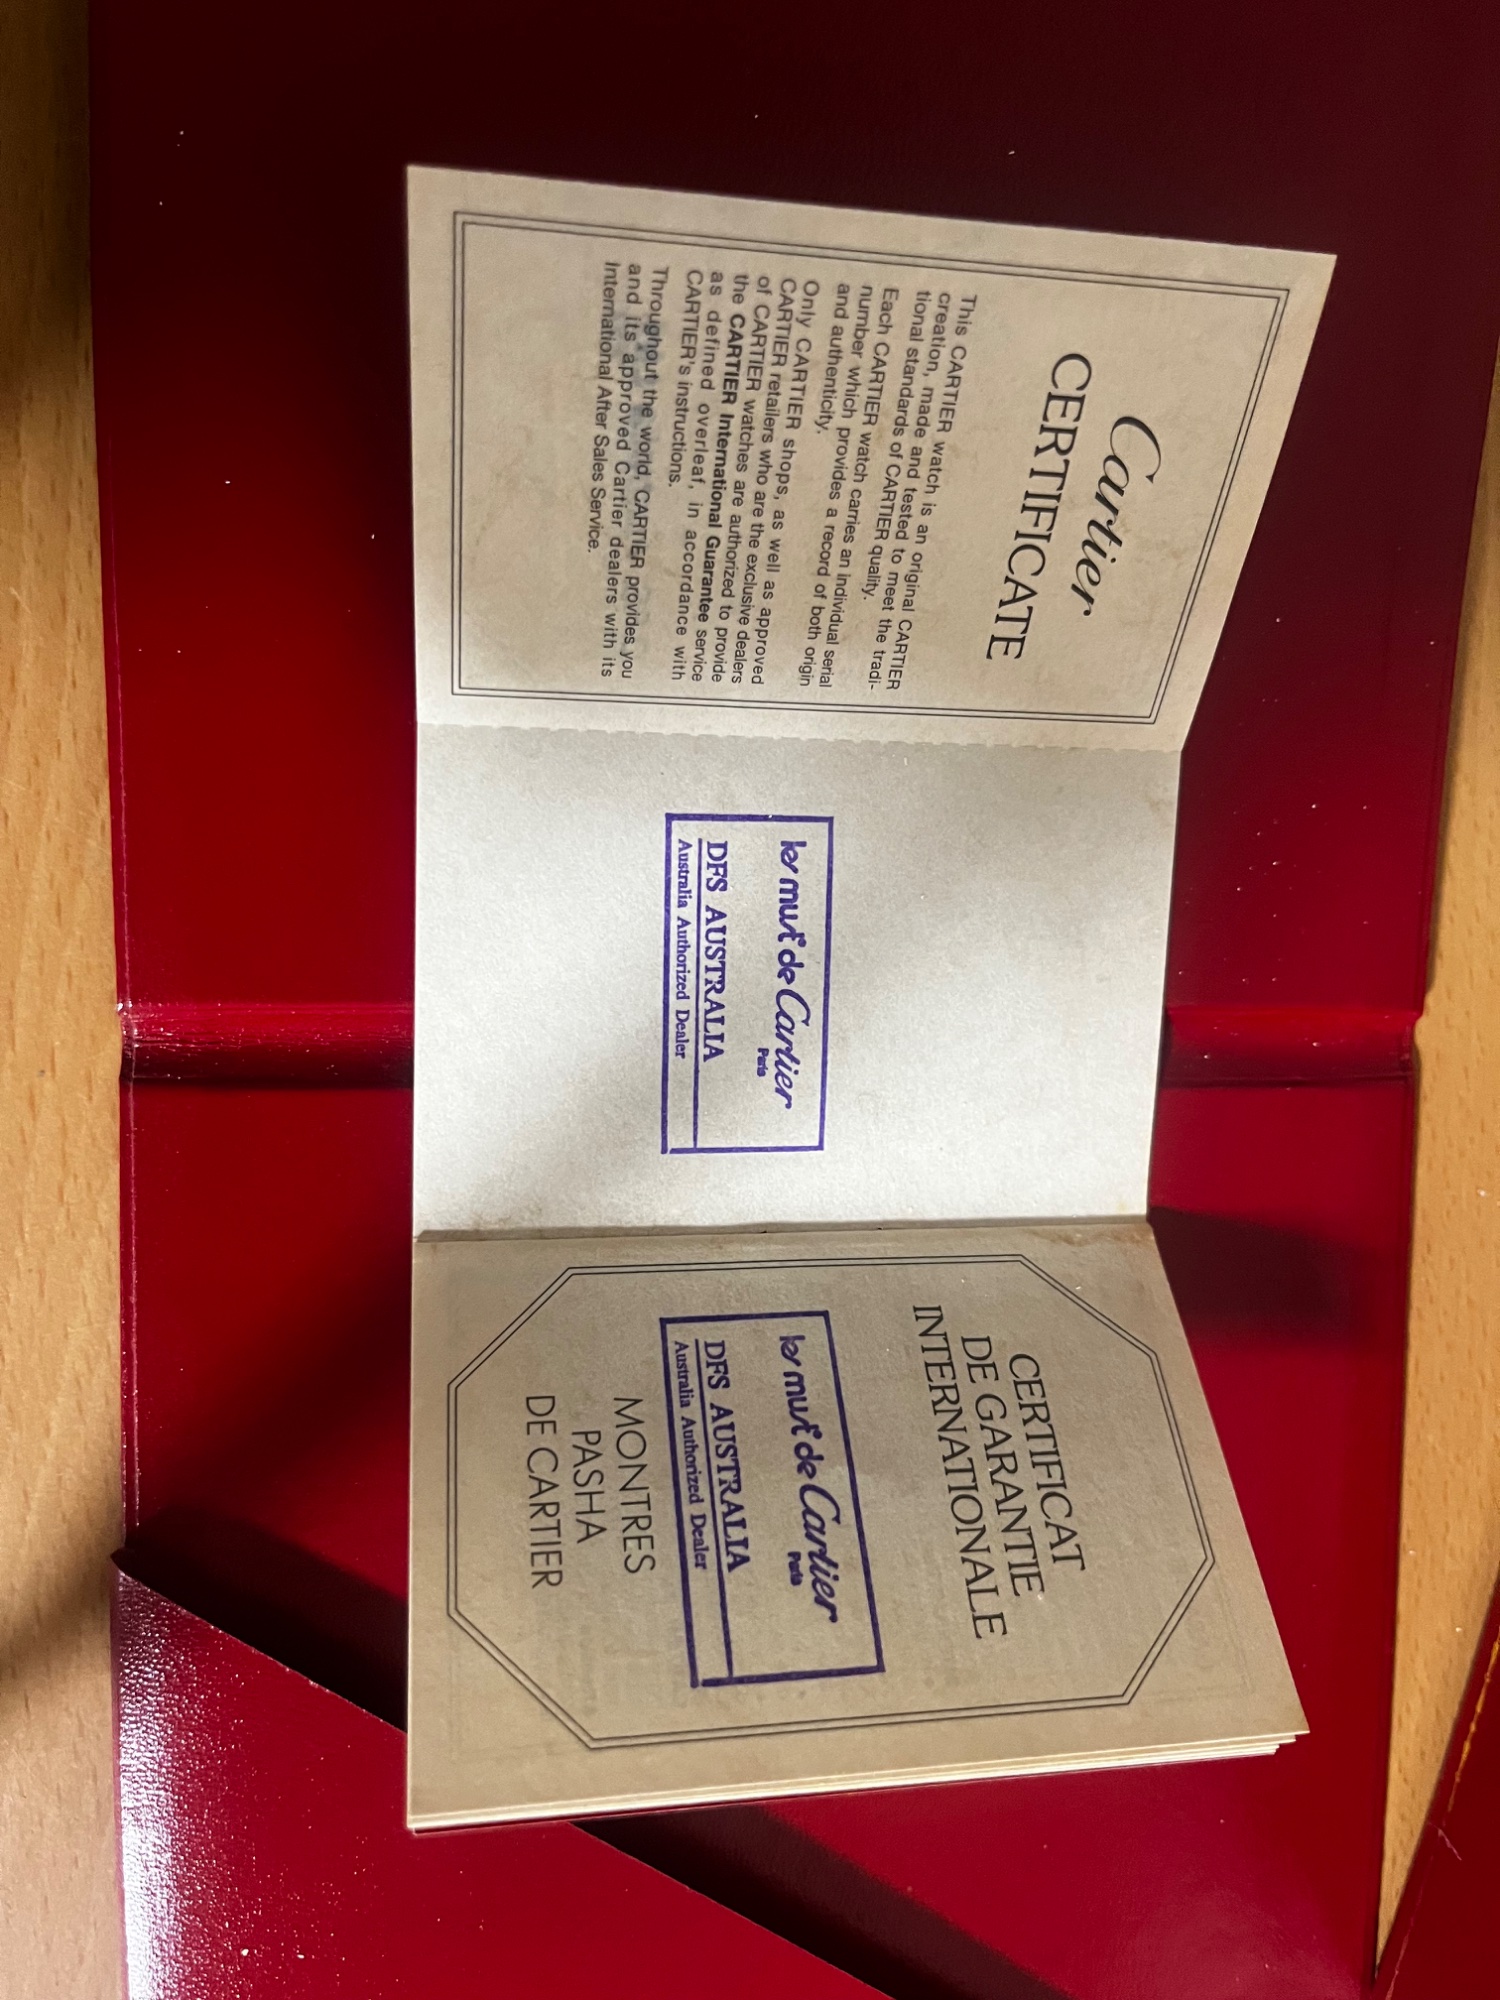 Cartier
CERTIFICATE
This CARTIER watch is an original CARTIER
creation, made and tested to meet the tradi-
tional standards of CARTIER quality.
Each CARTIER watch carries an individual serial
number which provides a record of both origin
and authenticity.
Only CARTIER shops, as well as approved
CARTIER retailers who are the exclusive dealers
of CARTIER watches are authorized to provide
the CARTIER International Guarantee service
as defined overleaf, in accordance with
CARTIER's instructions.
Throughout the world, CARTIER provides you
and its approved Cartier dealers with its
International After Sales Service.
les must de Cartier
Paris
DFS AUSTRALIA
Australia Authorized Dealer
CERTIFICAT
DE GARANTIE
INTERNATIONALE
les must de Cartier
Paris
DFS AUSTRALIA
Australia Authorized Dealer
MONTRES
PASHA
DE CARTIER